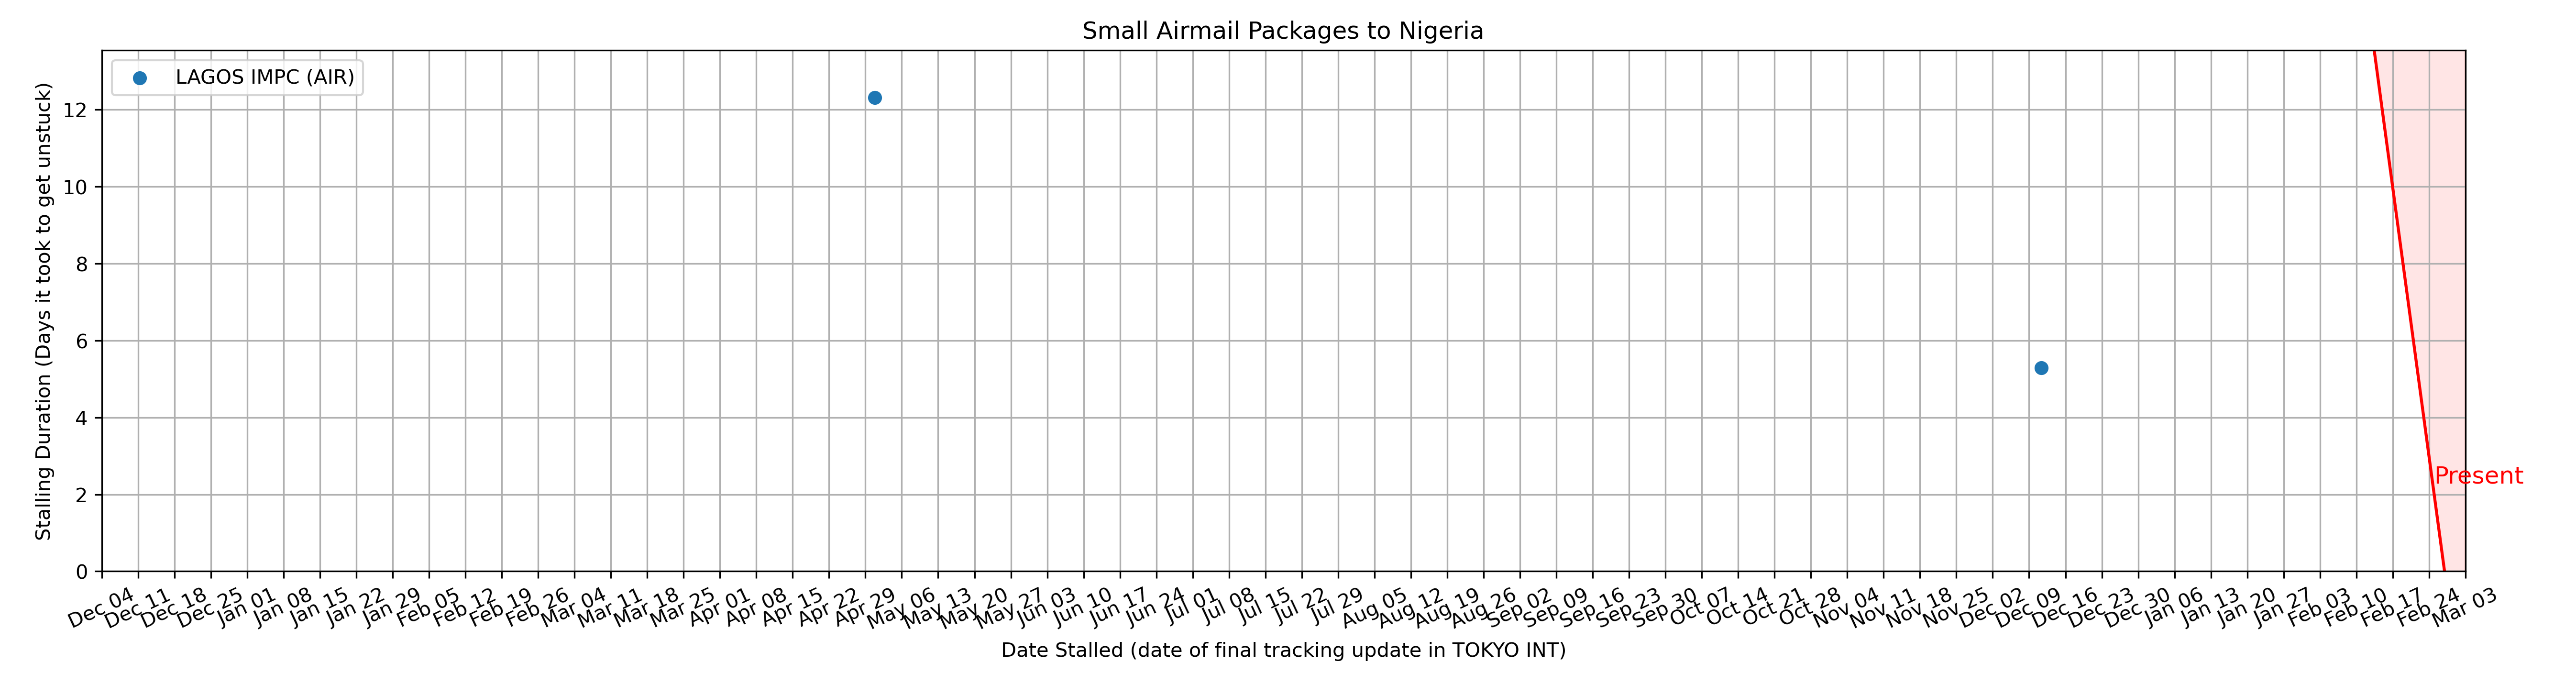 Small Airmail Packages to Nigeria
LAGOS IMPC (AIR)
Stalling Duration (Days it took to get unstuck)
12
10
8
6
4
2
0
Present
Dec 04
Dec 11
Dec 18
Dec 25
Jan 01
Jan 08
Jan 15
Jan 22
Jan 29
Feb 05
Feb 12
Feb 19
Feb 26
Mar 04
Mar 11
Mar 18
Mar 25
Apr 01
Apr 08
Apr 15
Apr 22
Apr 29
May 06
May 13
May 20
May 27
Jun 03
Jun 10
Jun 17
Jun 24
Jul 01
Jul 08
Jul 15
Jul 22
Jul 29
Aug 05
Aug 12
Aug 19
Aug 26
Sep 02
Sep 09
Sep 16
Sep 23
Sep 30
Oct 07
Oct 14
Oct 21
Oct 28
Nov 04
Nov 11
Nov 18
Nov 25
Dec 02
Dec 09
Dec 16
Dec 23
Dec 30
Jan 06
Jan 13
Jan 20
Jan 27
Feb 03
Feb 10
Feb 17
Feb 24
Mar 03
Date Stalled (date of final tracking update in TOKYO INT)